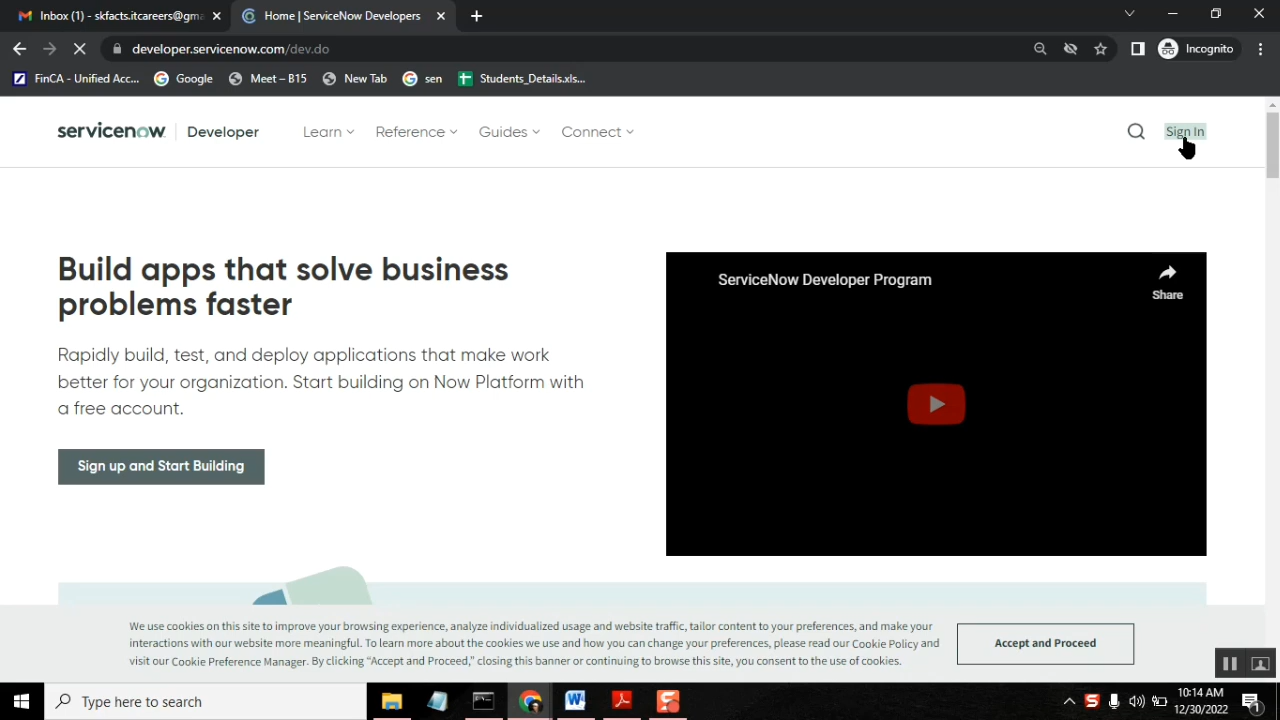 Inbox (1) - skfacts.itcareers@gma
Home | ServiceNow Developers
developer.servicenow.com/dev.do
Incognito
FinCA - Unified Acc...
Google
Meet – B15
New Tab
sen
Students_Details.xls...
servicenow
Developer
Learn
Reference
Guides
Connect
Sign In
Build apps that solve business
problems faster
Rapidly build, test, and deploy applications that make work
better for your organization. Start building on Now Platform with
a free account.
Sign up and Start Building
ServiceNow Developer Program
Share
We use cookies on this site to improve your browsing experience, analyze individualized usage and website traffic, tailor content to your preferences, and make your
interactions with our website more meaningful. To learn more about the cookies we use and how you can change your preferences, please read our Cookie Policy and
visit our Cookie Preference Manager. By clicking “Accept and Proceed,” closing this banner or continuing to browse this site, you consent to the use of cookies.
Accept and Proceed
Type here to search
10:14 AM
12/30/2022
1